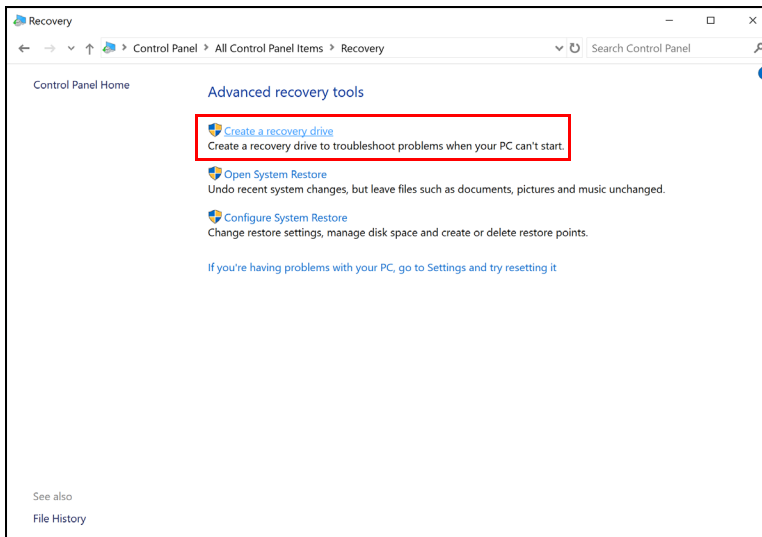 Recovery
Control Panel > All Control Panel Items > Recovery
Search Control Panel
Control Panel Home
Advanced recovery tools
Create a recovery drive
Create a recovery drive to troubleshoot problems when your PC can't start.
Open System Restore
Undo recent system changes, but leave files such as documents, pictures and music unchanged.
Configure System Restore
Change restore settings, manage disk space and create or delete restore points.
If you're having problems with your PC, go to Settings and try resetting it
See also
File History